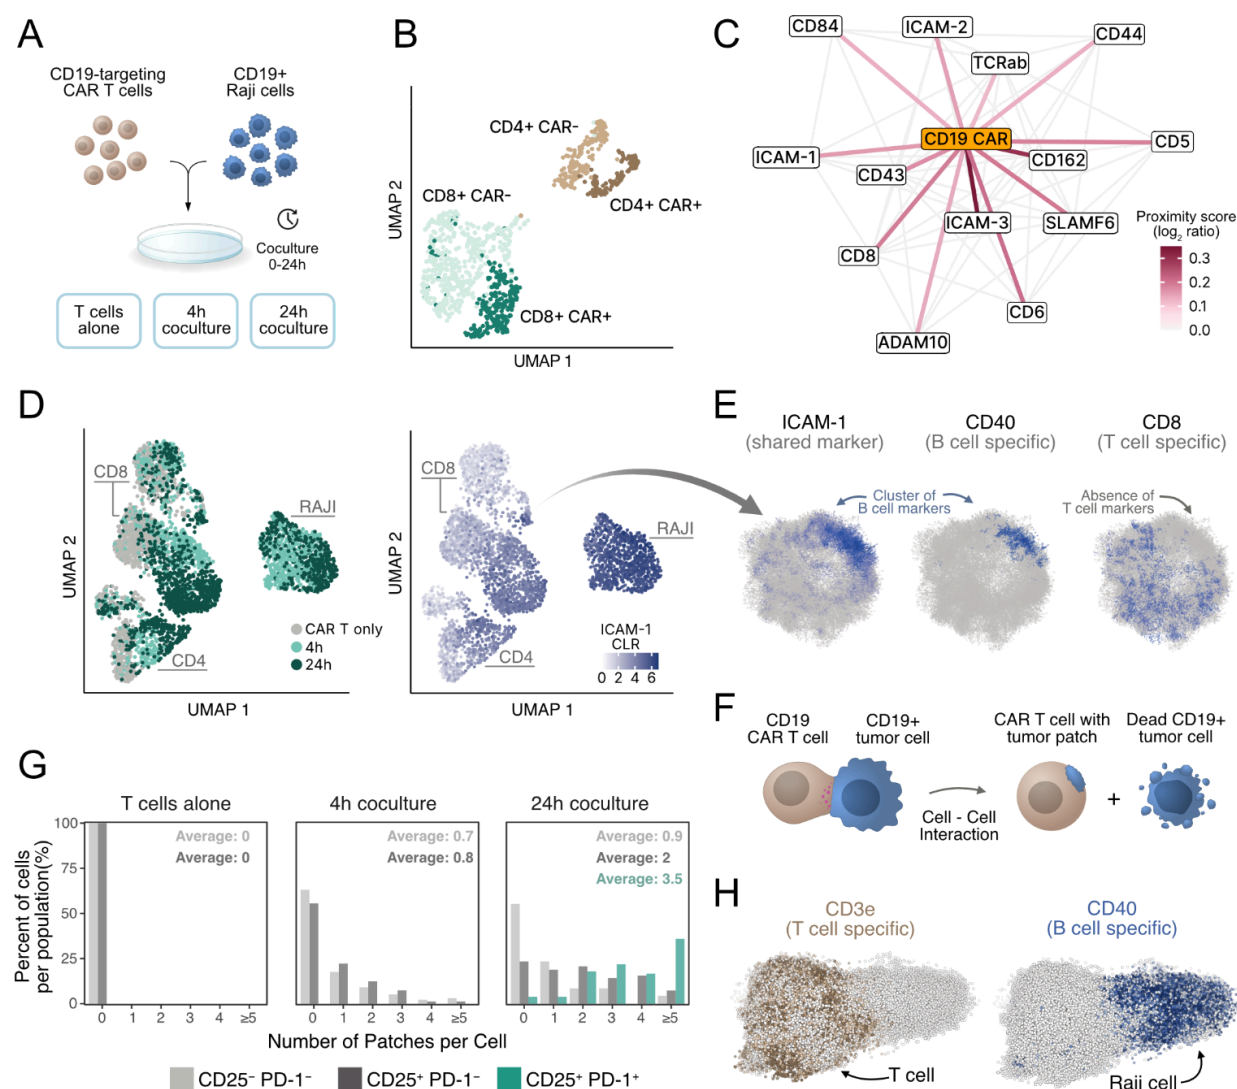 A
CD19-targeting
CAR T cells
CD19+
Raji cells
Coculture
0-24h
T cells
alone
4h
coculture
24h
coculture
B
UMAP 2
CD4+ CAR-
CD8+ CAR-
CD4+ CAR+
CD8+ CAR+
UMAP 1
C
CD84
ICAM-2
CD44
TCRab
CD19 CAR
CD5
ICAM-1
CD162
CD43
ICAM-3
SLAMF6
CD8
CD6
ADAM10
Proximity score
(log2 ratio)
0.3
0.2
0.1
0.0
D
UMAP 2
CD8
RAJI
CAR T only
4h
24h
CD4
UMAP 1
UMAP 2
CD8
RAJI
ICAM-1
CLR
0 2 4 6
CD4
UMAP 1
E
ICAM-1
(shared marker)
CD40
(B cell specific)
CD8
(T cell specific)
Cluster of
B cell markers
Absence of
T cell markers
F
CD19
CAR T cell
CD19+
tumor cell
CAR T cell with
tumor patch
Dead CD19+
tumor cell
Cell - Cell
Interaction
+
G
T cells alone
4h coculture
24h coculture
Percent of cells
per population(%)
100
75
50
25
0
Average: 0
Average: 0
Average: 0.7
Average: 0.8
Average: 0.9
Average: 2
Average: 3.5
0 1 2 3 4 ≥5
0 1 2 3 4 ≥5
0 1 2 3 4 ≥5
Number of Patches per Cell
CD25⁻ PD-1⁻
CD25⁺ PD-1⁻
CD25⁺ PD-1⁺
H
CD3e
(T cell specific)
CD40
(B cell specific)
T cell
Raji cell